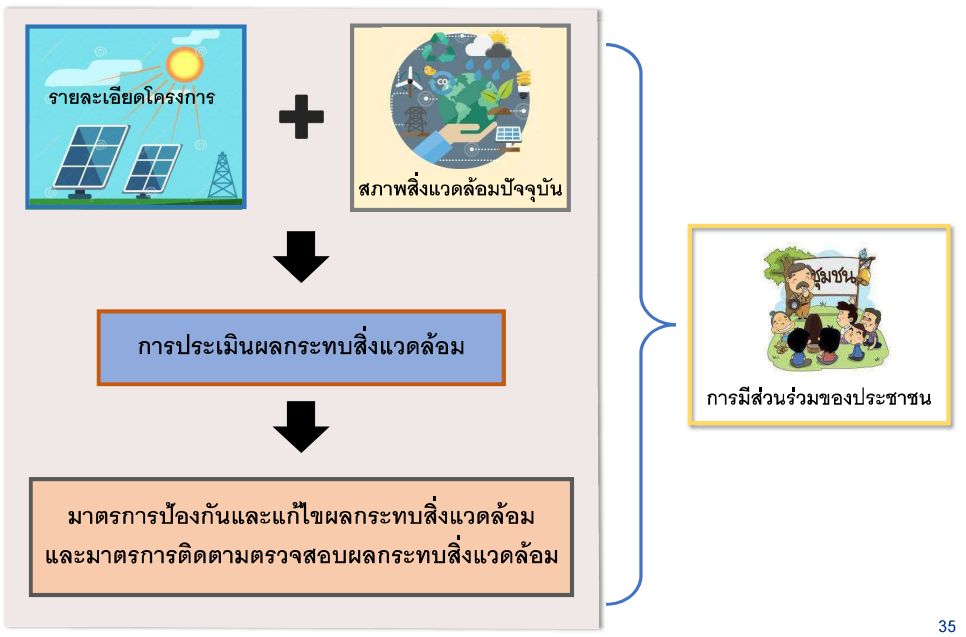 รายละเอียดโครงการ
CO₂
สภาพสิ่งแวดล้อมปัจจุบัน
การประเมินผลกระทบสิ่งแวดล้อม
มาตรการป้องกันและแก้ไขผลกระทบสิ่งแวดล้อม
และมาตรการติดตามตรวจสอบผลกระทบสิ่งแวดล้อม
ชุมชน
การมีส่วนร่วมของประชาชน
35